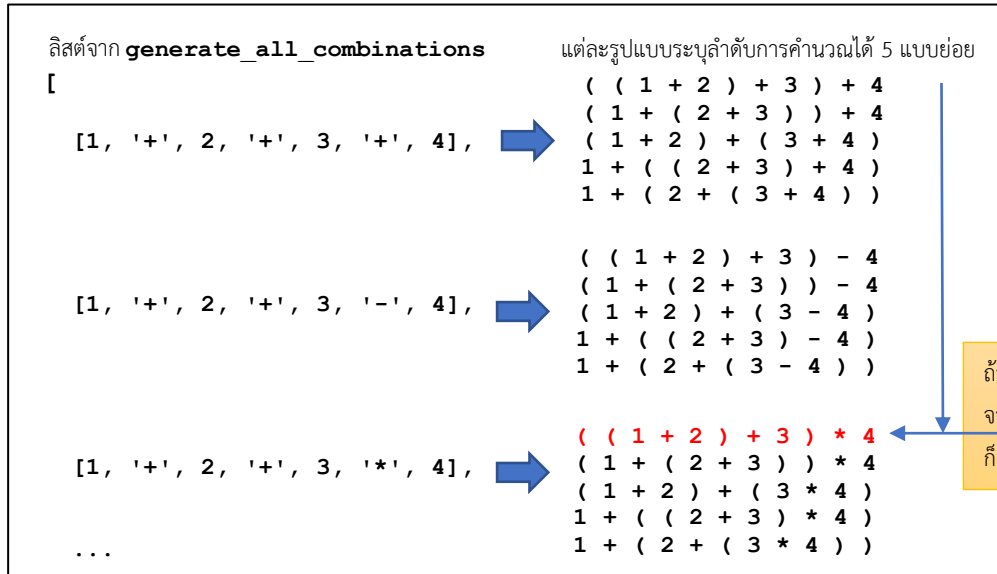 ลิสต์จาก generate_all_combinations
แต่ละรูปแบบระบุลำดับการคำนวณได้ 5 แบบย่อย
[
[1, '+', 2, '+', 3, '+', 4],
( ( 1 + 2 ) + 3 ) + 4
( 1 + ( 2 + 3 ) ) + 4
( 1 + 2 ) + ( 3 + 4 )
1 + ( ( 2 + 3 ) + 4 )
1 + ( 2 + ( 3 + 4 ) )
[1, '+', 2, '+', 3, '-', 4],
( ( 1 + 2 ) + 3 ) - 4
( 1 + ( 2 + 3 ) ) - 4
( 1 + 2 ) + ( 3 - 4 )
1 + ( ( 2 + 3 ) - 4 )
1 + ( 2 + ( 3 - 4 ) )
[1, '+', 2, '+', 3, '*', 4],
( ( 1 + 2 ) + 3 ) * 4
( 1 + ( 2 + 3 ) ) * 4
( 1 + 2 ) + ( 3 * 4 )
1 + ( ( 2 + 3 ) * 4 )
1 + ( 2 + ( 3 * 4 ) )
...